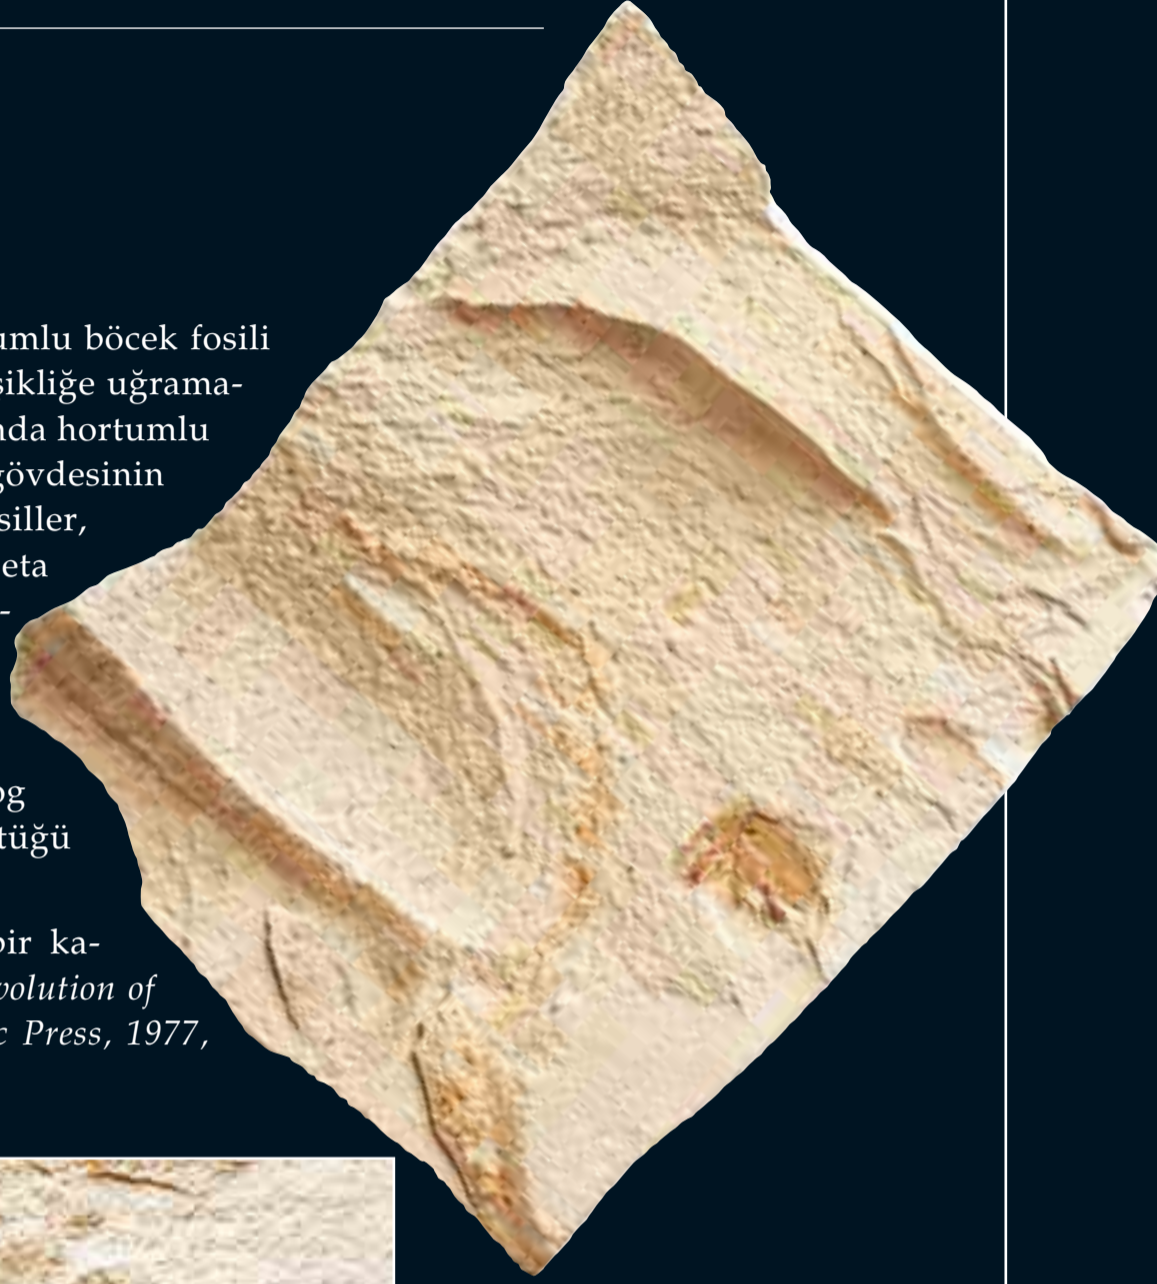 umlu böcek fosili
sikliğe uğrama-
nda hortumlu
gövdesinin
siller,
eta
-
og
tüğü
bir ka-
volution of
c Press, 1977,